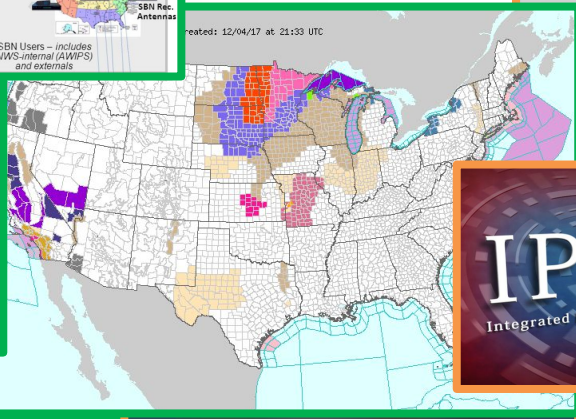 SBN Rec.
Antennas
SBN Users – includes
NWS-internal (AWIPS)
and externals
reated: 12/04/17 at 21:33 UTC
IP
Integrated